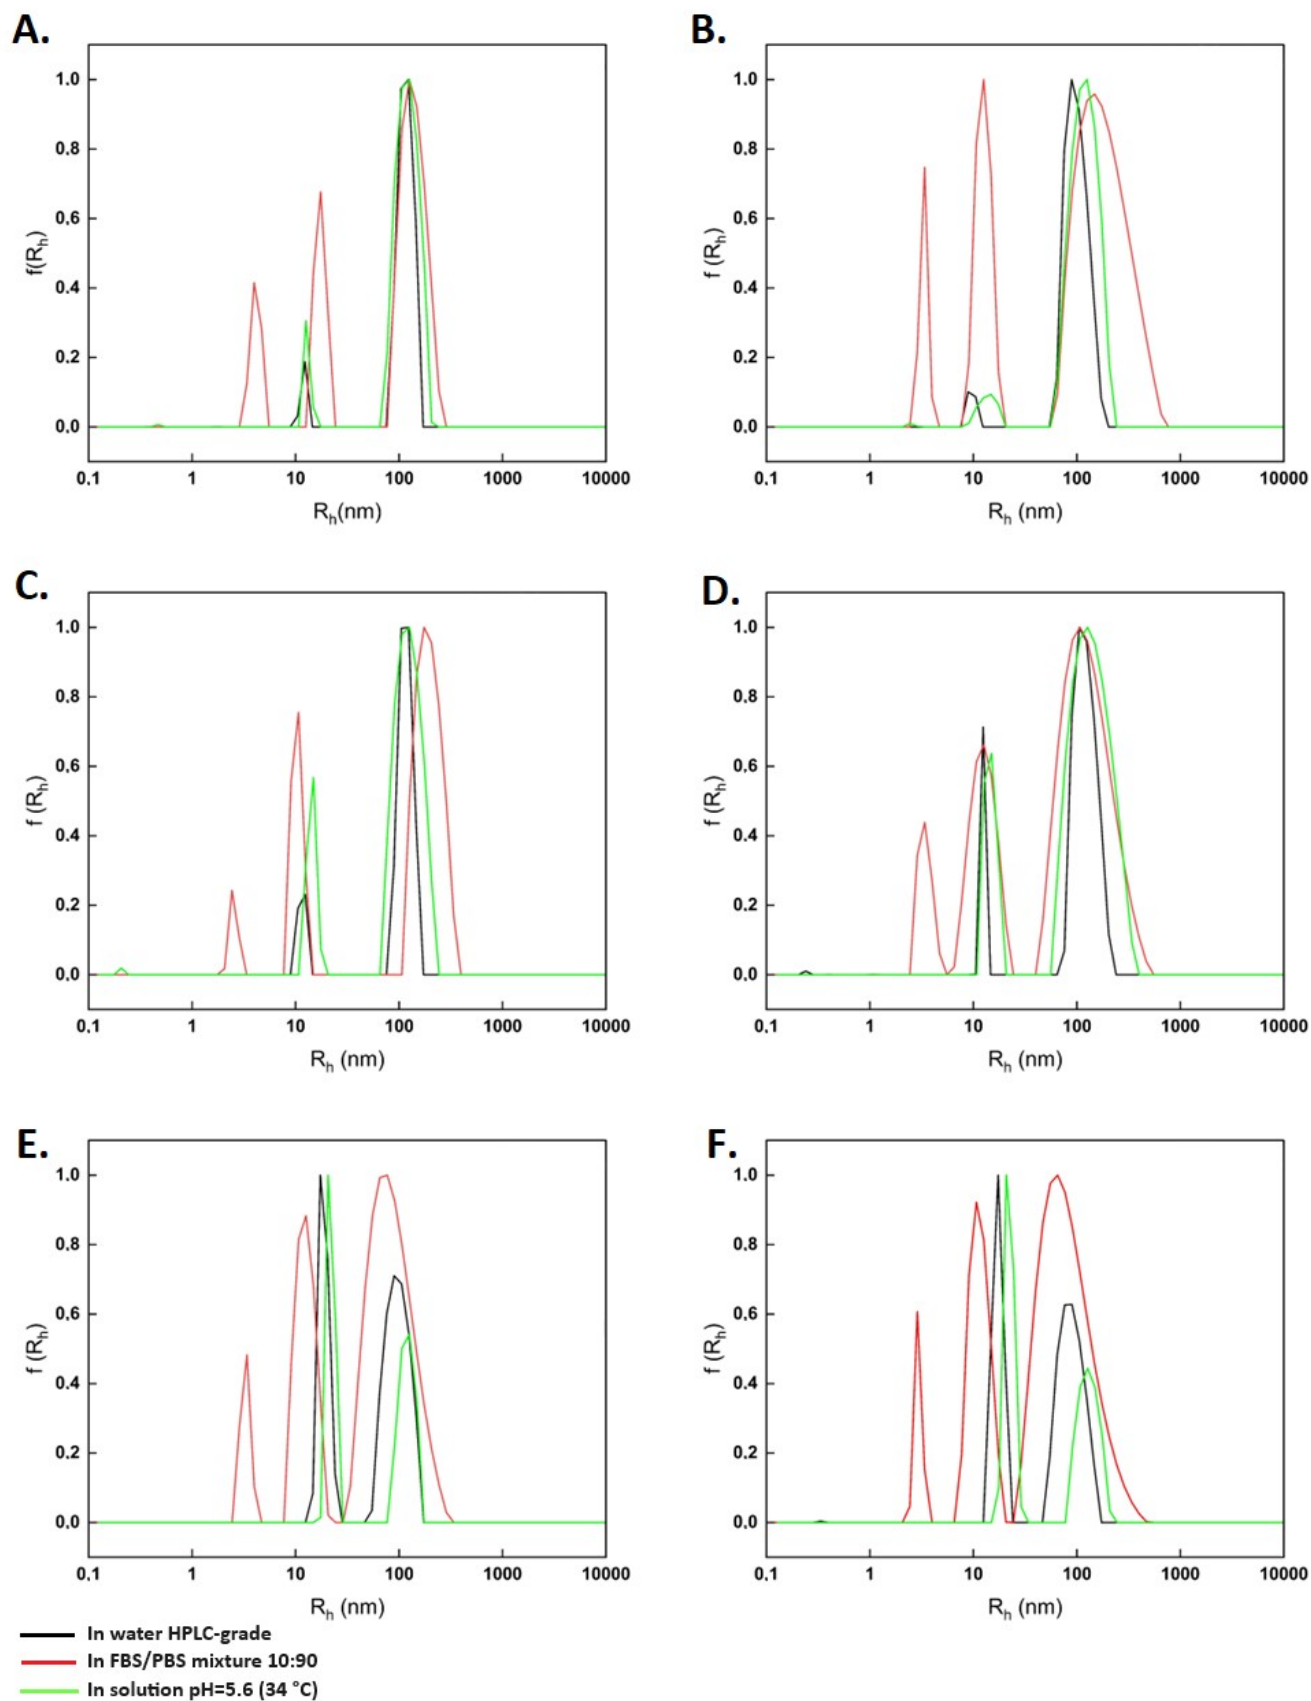 A.
1.0
0.8
0.6
0.4
0.2
0.0
f(Rh)
0.1 1 10 100 1000 10000
Rh(nm)
B.
1.0
0.8
0.6
0.4
0.2
0.0
f (Rh)
0.1 1 10 100 1000 10000
Rh (nm)
C.
1.0
0.8
0.6
0.4
0.2
0.0
f (Rh)
0.1 1 10 100 1000 10000
Rh (nm)
D.
1.0
0.8
0.6
0.4
0.2
0.0
f (Rh)
0.1 1 10 100 1000 10000
Rh (nm)
E.
1.0
0.8
0.6
0.4
0.2
0.0
f (Rh)
0.1 1 10 100 1000 10000
Rh (nm)
F.
1.0
0.8
0.6
0.4
0.2
0.0
f (Rh)
0.1 1 10 100 1000 10000
Rh (nm)
In water HPLC-grade
In FBS/PBS mixture 10:90
In solution pH=5.6 (34 °C)